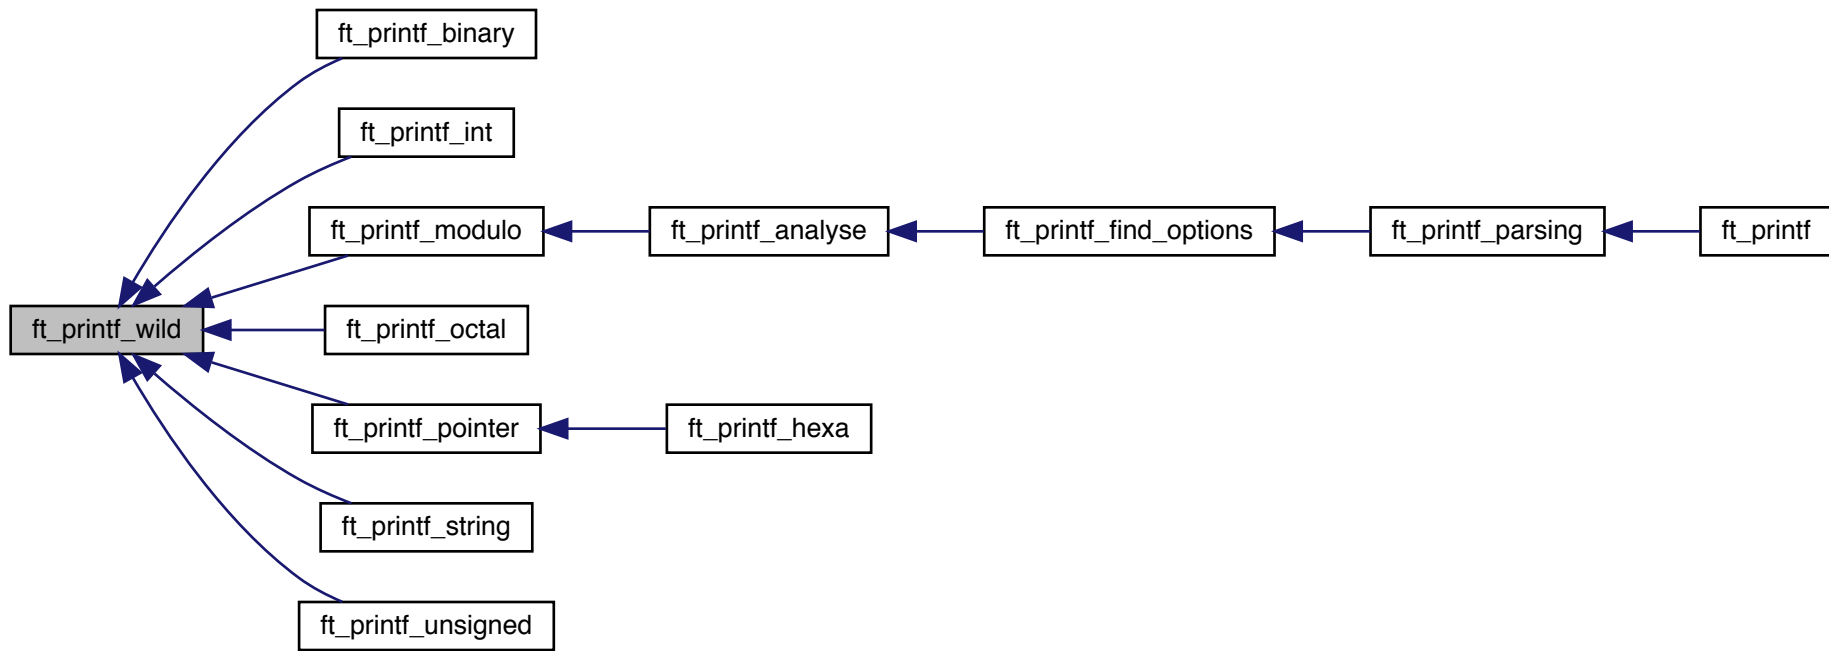 ft_printf_binary
ft_printf_int
ft_printf_modulo
ft_printf_analyse
ft_printf_find_options
ft_printf_parsing
ft_printf
ft_printf_wild
ft_printf_octal
ft_printf_pointer
ft_printf_hexa
ft_printf_string
ft_printf_unsigned